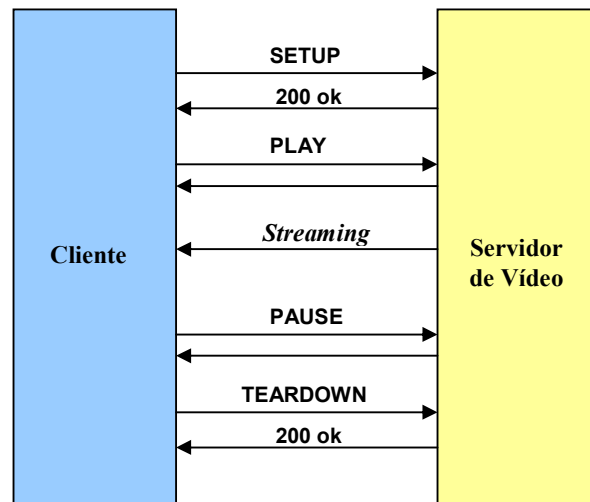 SETUP
200 ok
PLAY
Streaming
Cliente
Servidor
de Vídeo
PAUSE
TEARDOWN
200 ok